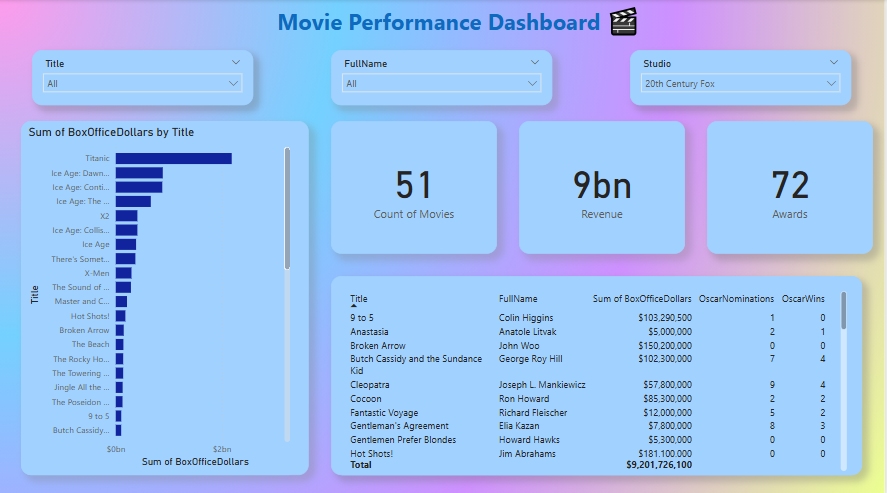 Movie Performance Dashboard
Title
All
FullName
All
Studio
20th Century Fox
Sum of BoxOfficeDollars by Title
Title
Titanic
Ice Age: Dawn...
Ice Age: Conti...
Ice Age: The ...
X2
Ice Age: Collis...
Ice Age
There's Somet...
X-Men
The Sound of ...
Master and C...
Hot Shots!
Broken Arrow
The Beach
The Rocky Ho...
The Towering ...
Jingle All the ...
The Poseidon ...
9 to 5
Butch Cassidy...
$0bn $2bn
Sum of BoxOfficeDollars
51
Count of Movies
9bn
Revenue
72
Awards
Title FullName Sum of BoxOfficeDollars OscarNominations OscarWins
9 to 5 Colin Higgins $103,290,500 1 0
Anastasia Anatole Litvak $5,000,000 2 1
Broken Arrow John Woo $150,200,000 0 0
Butch Cassidy and the Sundance George Roy Hill $102,300,000 7 4
Kid
Cleopatra Joseph L. Mankiewicz $57,800,000 9 4
Cocoon Ron Howard $85,300,000 2 2
Fantastic Voyage Richard Fleischer $12,000,000 5 2
Gentleman's Agreement Elia Kazan $7,800,000 8 3
Gentlemen Prefer Blondes Howard Hawks $5,300,000 0 0
Hot Shots! Jim Abrahams $181,100,000 0 0
Total $9,201,726,100